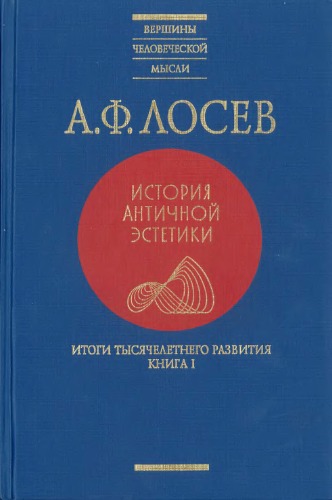 ВЕРШИНЫ
ЧЕЛОВЕЧЕСКОЙ
МЫСЛИ
А.Ф.ЛОСЕВ
ИСТОРИЯ
АНТИЧНОЙ
ЭСТЕТИКИ
ИТОГИ ТЫСЯЧЕЛЕТНЕГО РАЗВИТИЯ
КНИГА I